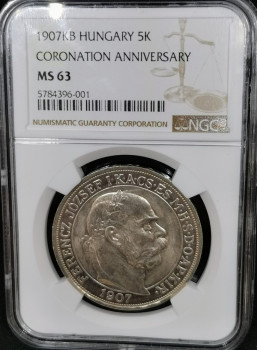 1907KB HUNGARY 5K
CORONATION ANNIVERSARY
MS 63
5784396-001
NUMISMATIC GUARANTY CORPORATION
NGC
FERENCZ JÓZSEF I·K·A·CS·ÉS M·H·S·D·O·AP·KIR·
1907